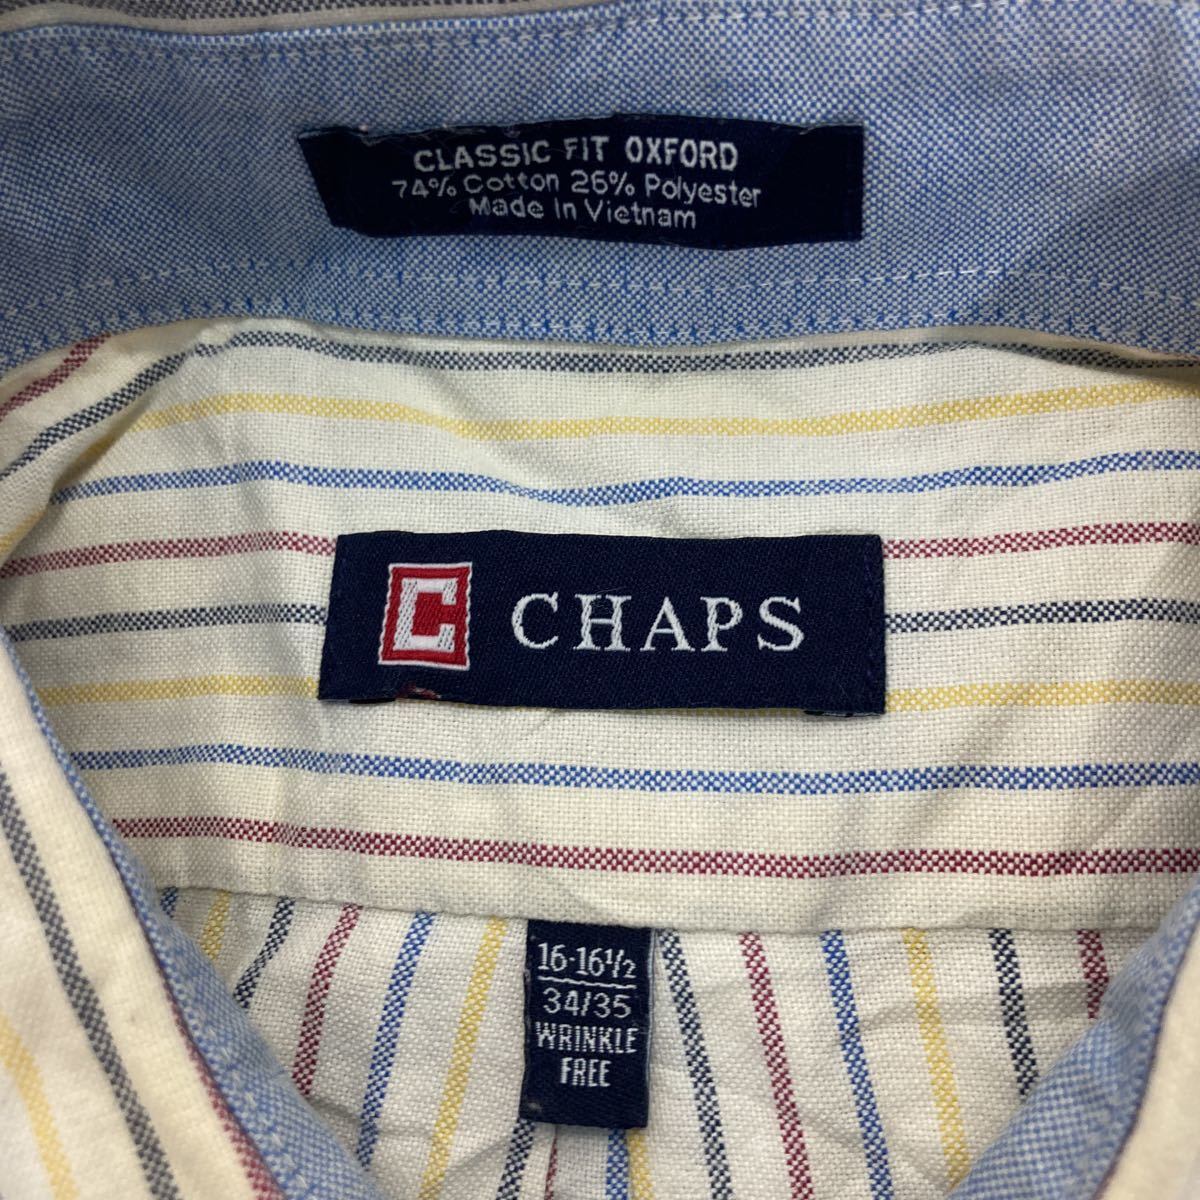 CLASSIC FIT OXFORD
74% Cotton 26% Polyester
Made In Vietnam
C CHAPS
16-16½
34/35
WRINKLE
FREE